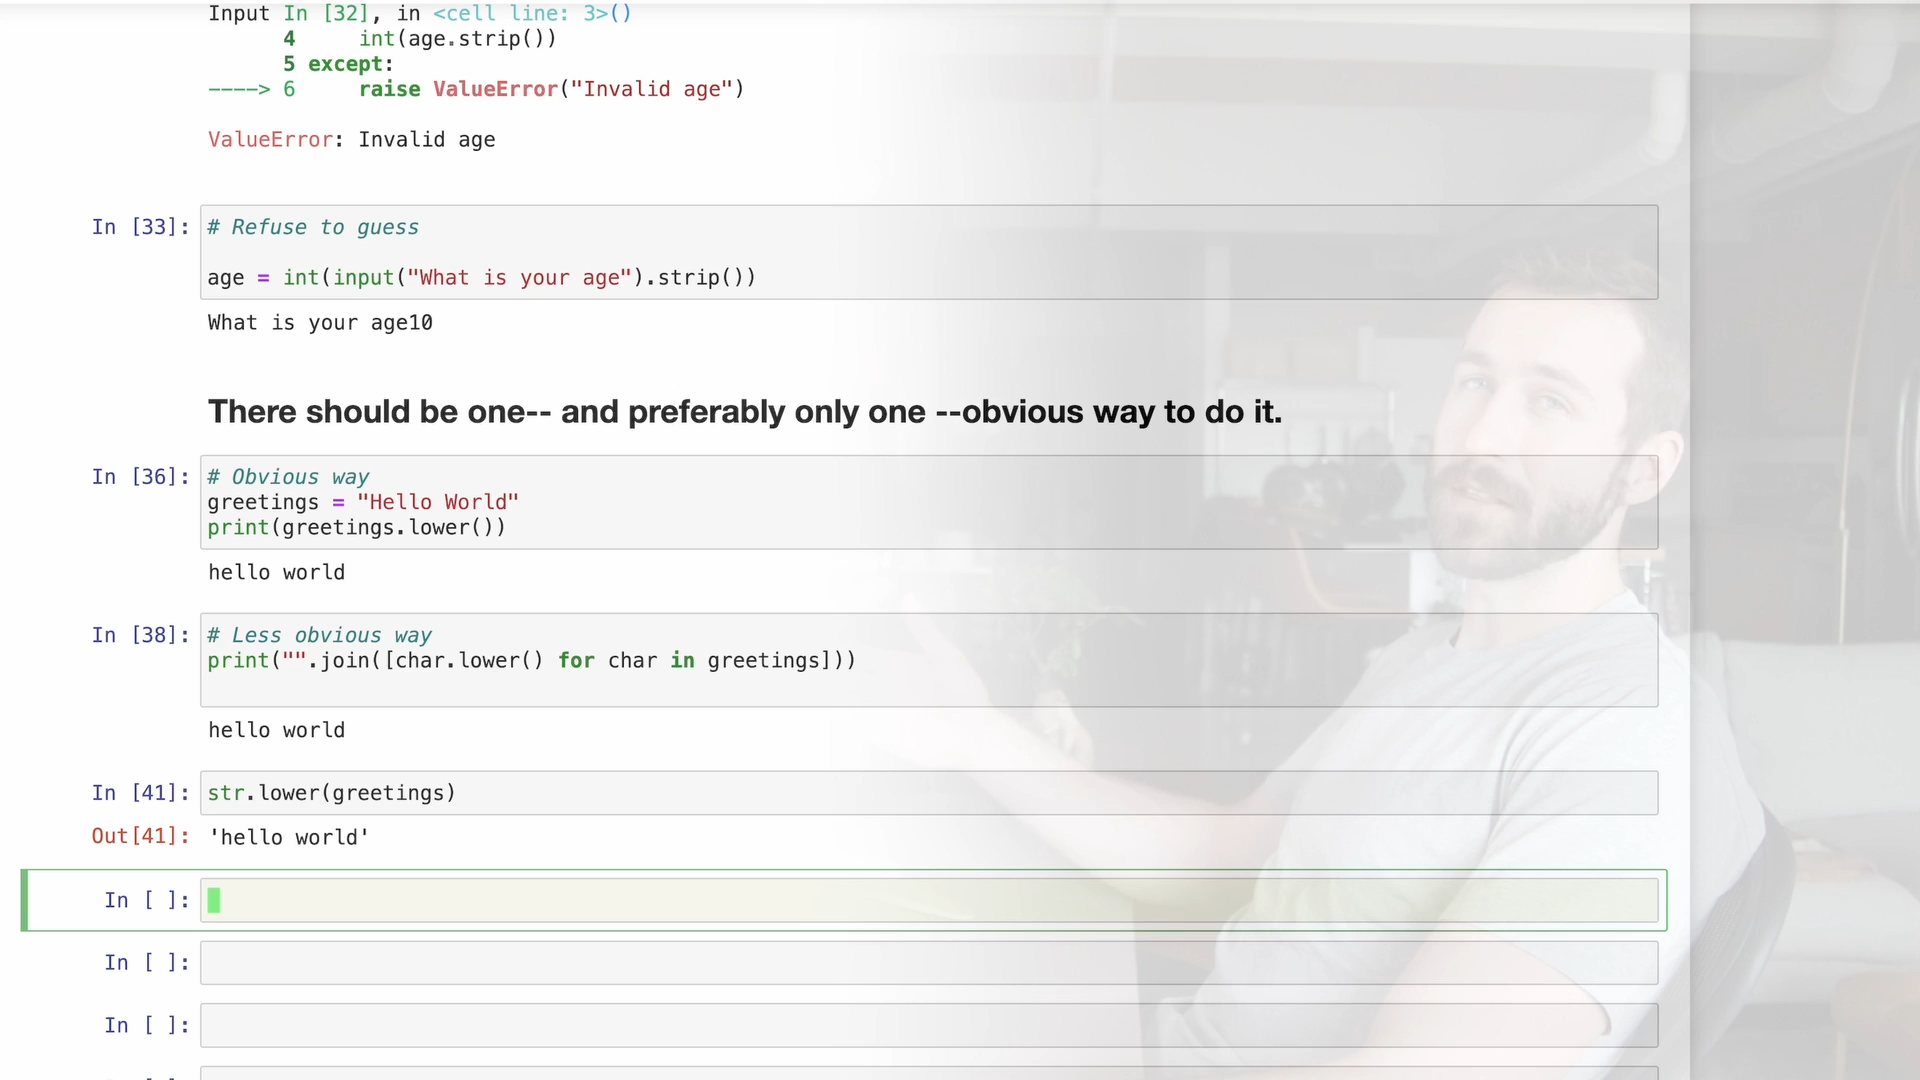 Input In [32], in <cell line: 3>()
4     int(age.strip())
5 except:
----> 6     raise ValueError("Invalid age")
ValueError: Invalid age
In [33]: # Refuse to guess
age = int(input("What is your age").strip())
What is your age10
There should be one-- and preferably only one --obvious way to do it.
In [36]: # Obvious way
greetings = "Hello World"
print(greetings.lower())
hello world
In [38]: # Less obvious way
print("".join([char.lower() for char in greetings]))
hello world
In [41]: str.lower(greetings)
Out[41]: 'hello world'
In [ ]:
In [ ]:
In [ ]: